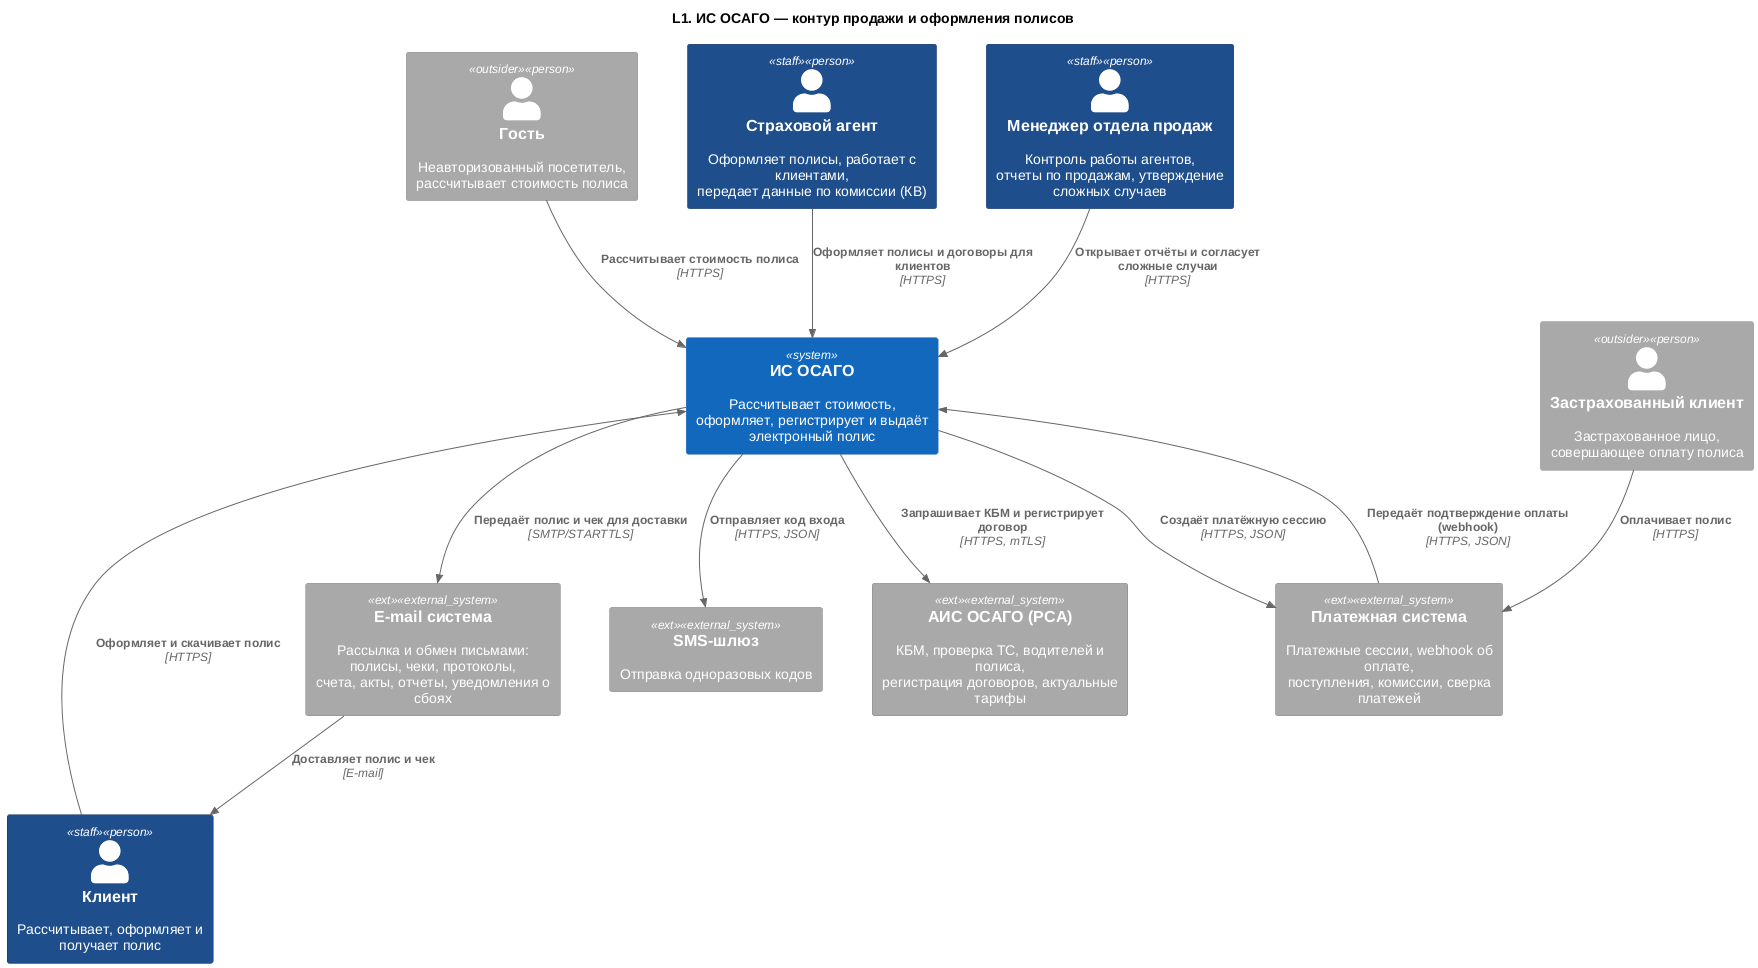 L1. ИС ОСАГО — контур продажи и оформления полисов
«outsider»«person»
Гость
Неавторизованный посетитель,
рассчитывает стоимость полиса
«staff»«person»
Страховой агент
Оформляет полисы, работает с
клиентами,
передает данные по комиссии (КВ)
«staff»«person»
Менеджер отдела продаж
Контроль работы агентов,
отчеты по продажам, утверждение
сложных случаев
Рассчитывает стоимость полиса
[HTTPS]
Оформляет полисы и договоры для
клиентов
[HTTPS]
Открывает отчёты и согласует
сложные случаи
[HTTPS]
«system»
ИС ОСАГО
Рассчитывает стоимость,
оформляет, регистрирует и выдаёт
электронный полис
«outsider»«person»
Застрахованный клиент
Застрахованное лицо,
совершающее оплату полиса
Передаёт полис и чек для доставки
[SMTP/STARTTLS]
Отправляет код входа
[HTTPS, JSON]
Запрашивает КБМ и регистрирует
договор
[HTTPS, mTLS]
Создаёт платёжную сессию
[HTTPS, JSON]
Передаёт подтверждение оплаты
(webhook)
[HTTPS, JSON]
Оплачивает полис
[HTTPS]
Оформляет и скачивает полис
[HTTPS]
«ext»«external_system»
E-mail система
Рассылка и обмен письмами:
полисы, чеки, протоколы,
счета, акты, отчеты, уведомления о
сбоях
«ext»«external_system»
SMS-шлюз
Отправка одноразовых кодов
«ext»«external_system»
АИС ОСАГО (РСА)
КБМ, проверка ТС, водителей и
полиса,
регистрация договоров, актуальные
тарифы
«ext»«external_system»
Платежная система
Платежные сессии, webhook об
оплате,
поступления, комиссии, сверка
платежей
Доставляет полис и чек
[E-mail]
«staff»«person»
Клиент
Рассчитывает, оформляет и
получает полис